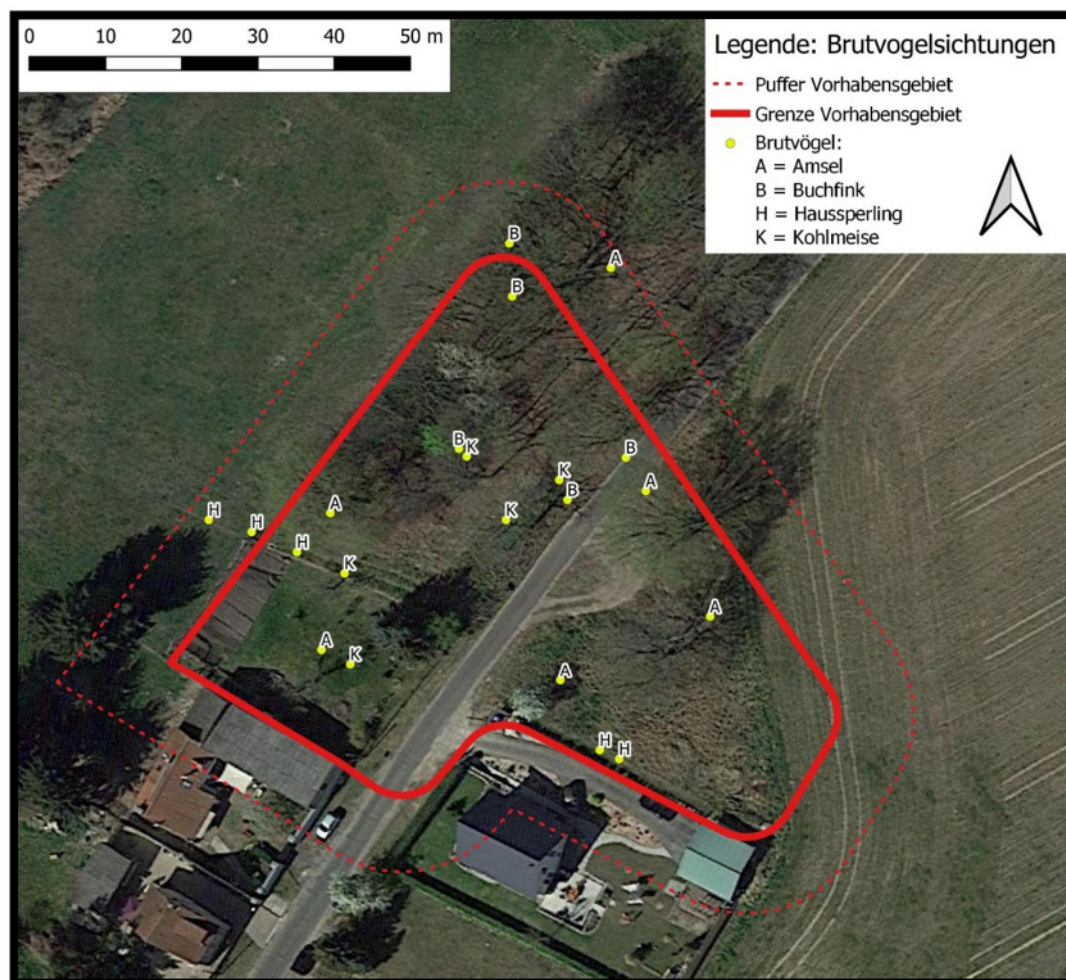 0 10 20 30 40 50 m
Legende: Brutvogelsichtungen
Puffer Vorhabensgebiet
Grenze Vorhabensgebiet
Brutvögel:
A = Amsel
B = Buchfink
H = Haussperling
K = Kohlmeise
B
A
B
B
K
B
K
A
B
A
K
H
H
H
K
A
A
K
A
H
H